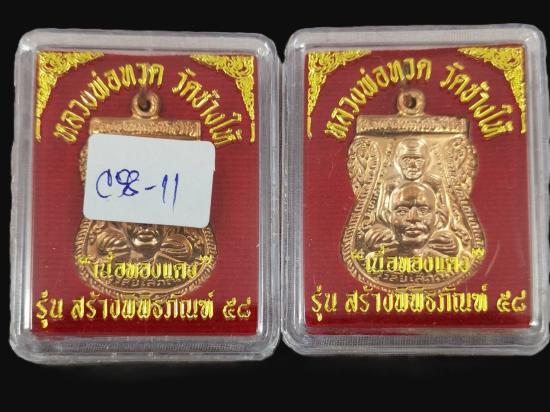 หลวงพ่อทวด วัดช้างไห้
C98-11
"เนื้อทองแดง"
รุ่น สร้างพิพิธภัณฑ์ ๕๘
หลวงพ่อทวด วัดช้างไห้
"เนื้อทองแดง"
รุ่น สร้างพิพิธภัณฑ์ ๕๘